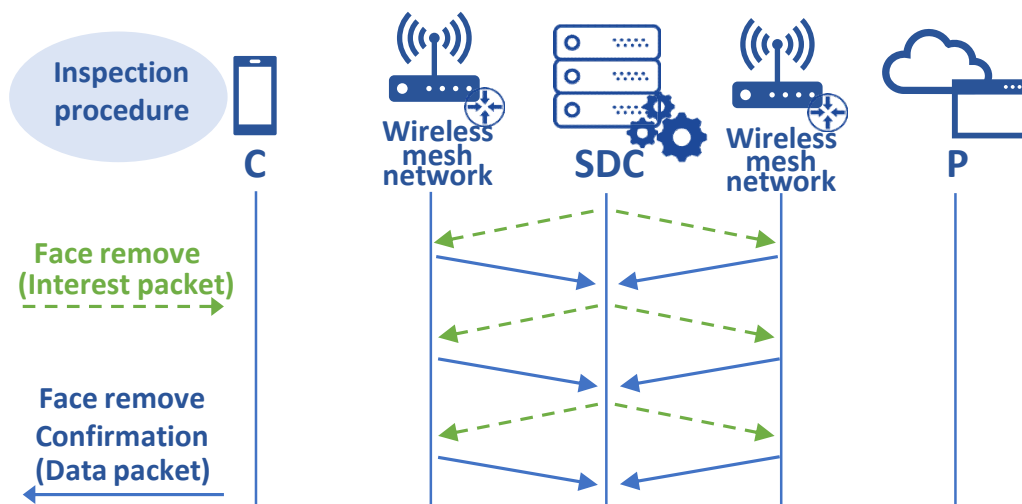 Inspection
procedure
C
Wireless
mesh
network
SDC
Wireless
mesh
network
P
Face remove
(Interest packet)
Face remove
Confirmation
(Data packet)